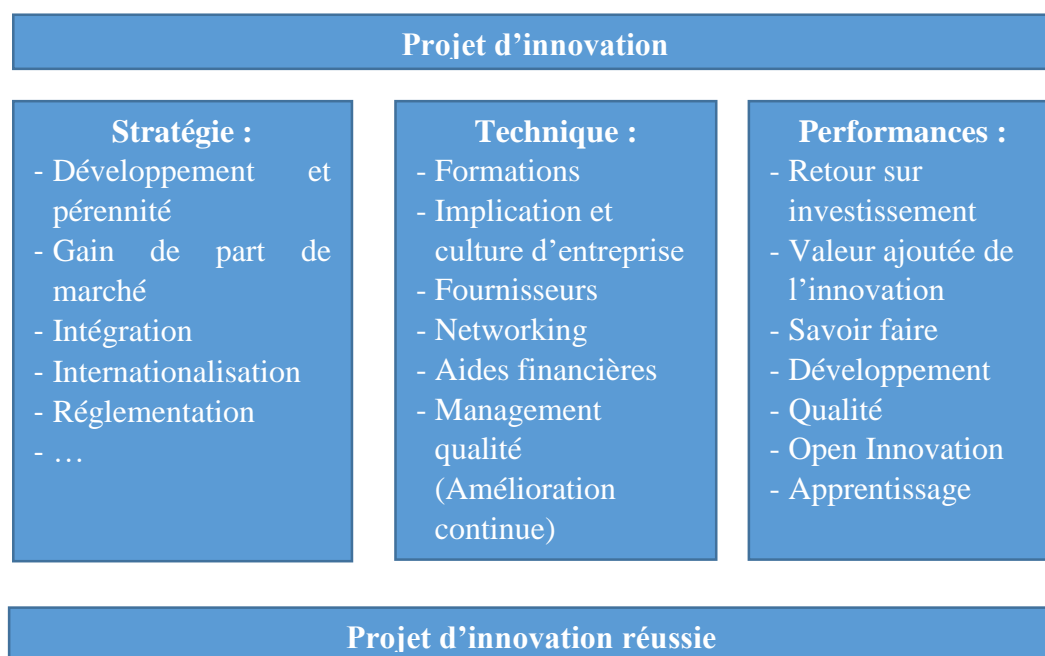 Projet d’innovation
Stratégie :
- Développement et
pérennité
- Gain de part de
marché
- Intégration
- Internationalisation
- Réglementation
- …
Technique :
- Formations
- Implication et
culture d’entreprise
- Fournisseurs
- Networking
- Aides financières
- Management
qualité
(Amélioration
continue)
Performances :
- Retour sur
investissement
- Valeur ajoutée de
l’innovation
- Savoir faire
- Développement
- Qualité
- Open Innovation
- Apprentissage
Projet d’innovation réussie